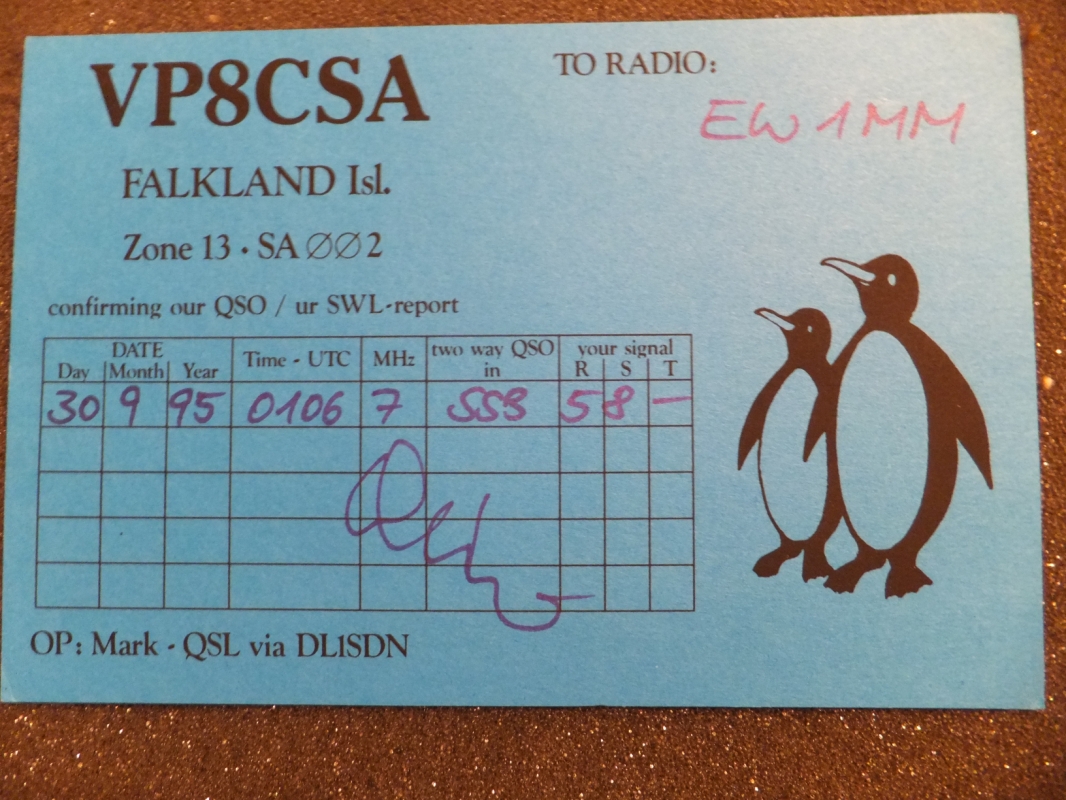 VP8CSA
TO RADIO:
EW1MM
FALKLAND Isl.
Zone 13 · SA ØØ2
confirming our QSO / ur SWL-report
DATE Time - UTC MHz two way QSO in your signal
Day Month Year R S T
30 9 95 0106 7 SSB 5 8 —
OP: Mark - QSL via DL1SDN